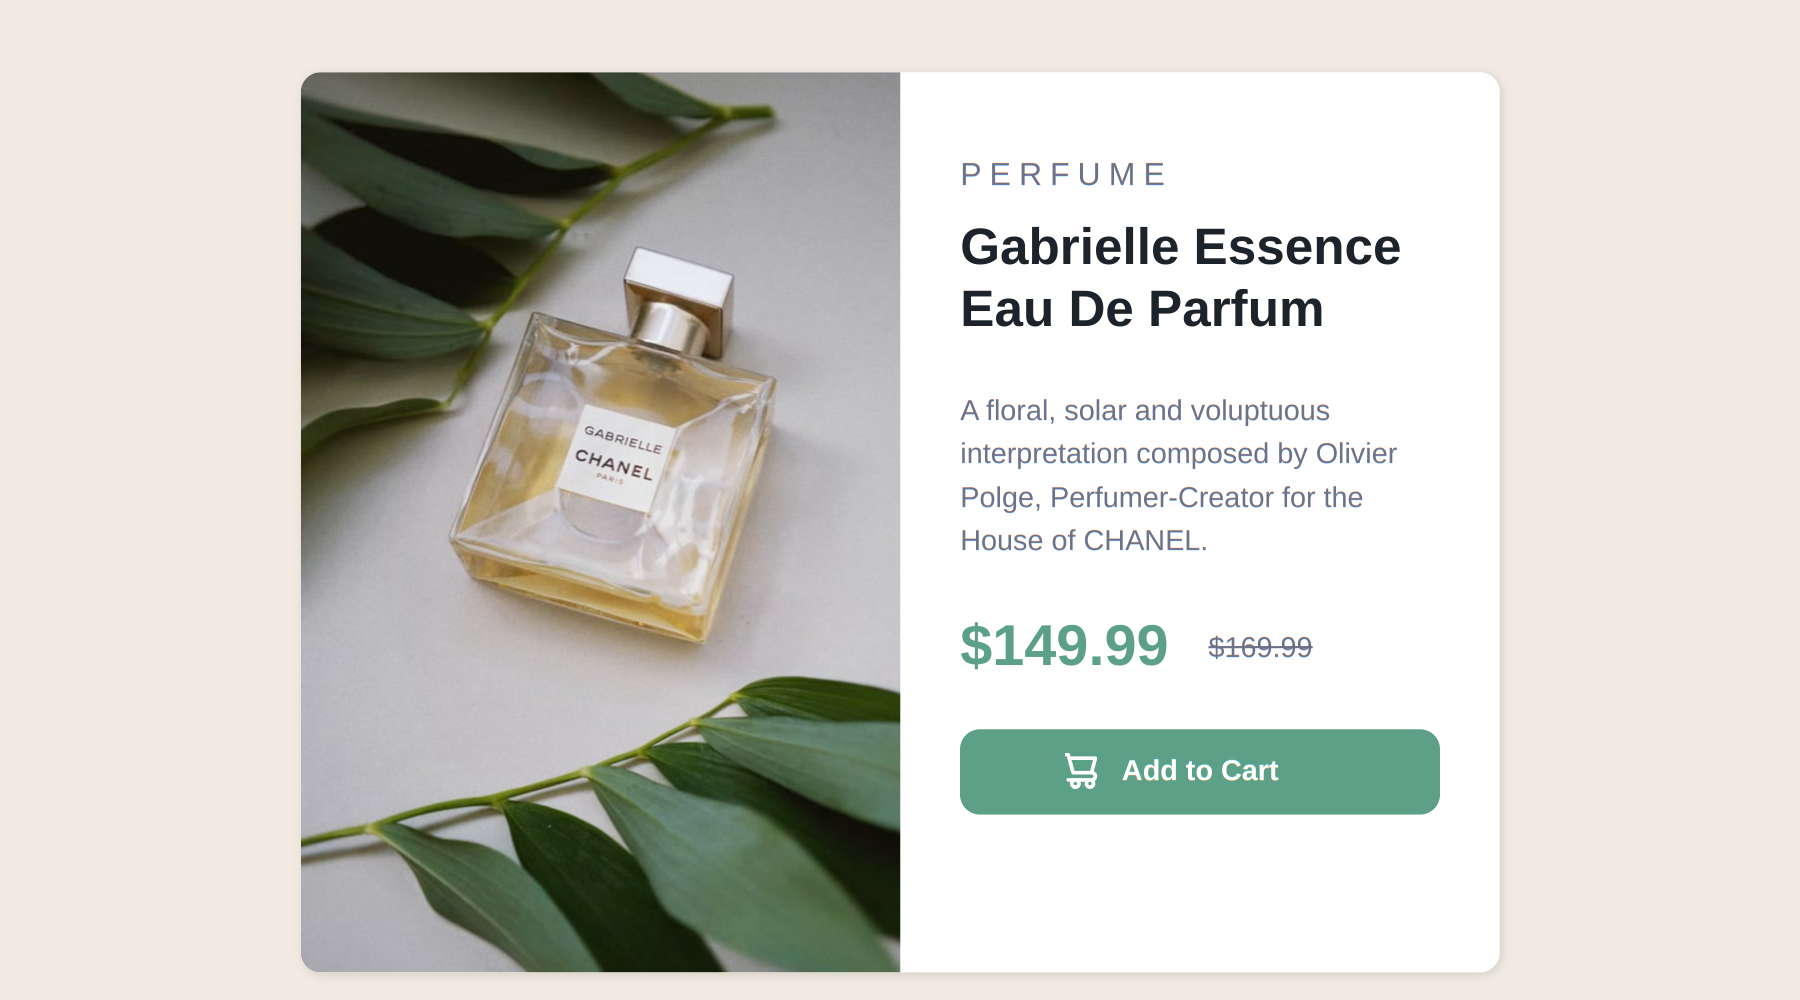 GABRIELLE
CHANEL
PARIS
PERFUME
Gabrielle Essence
Eau De Parfum
A floral, solar and voluptuous
interpretation composed by Olivier
Polge, Perfumer-Creator for the
House of CHANEL.
$149.99 $169.99
Add to Cart